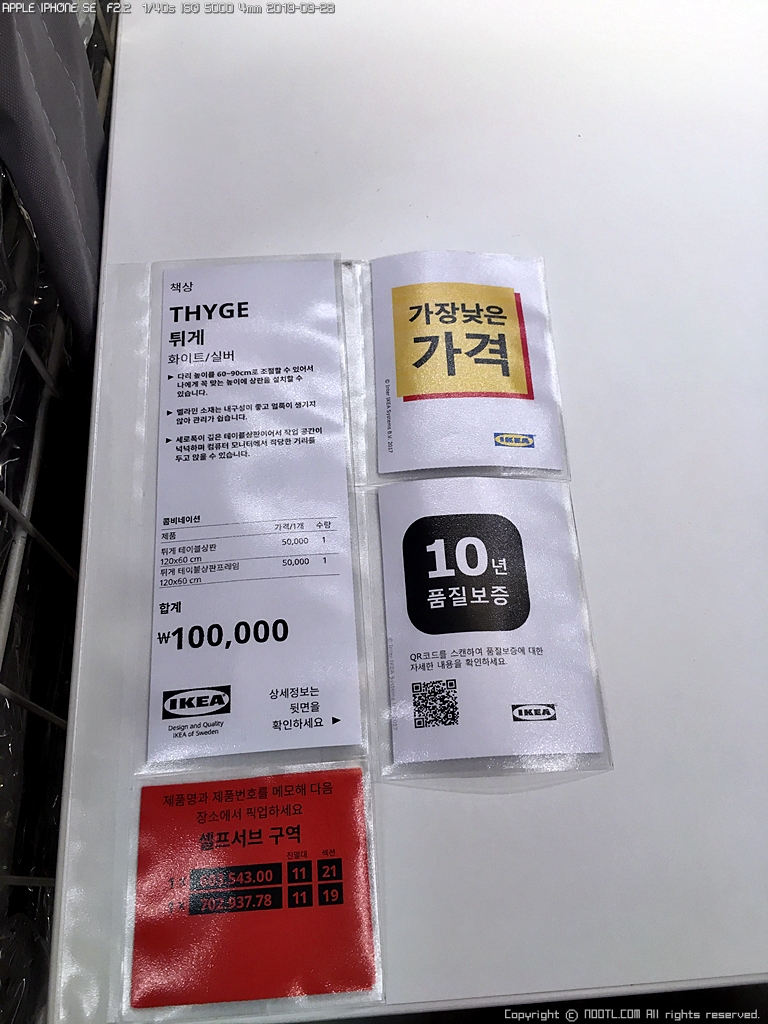 APPLE IPHONE SE F2.2 1/40s ISO 5000 4mm 2019-09-28
책상
THYGE
튀게
화이트/실버
▶ 다리 높이를 60~90cm로 조절할 수 있어서
나에게 꼭 맞는 높이에 상판을 설치할 수
있습니다.
▶ 멜라민 소재는 내구성이 좋고 얼룩이 생기지
않아 관리가 쉽습니다.
▶ 세로폭이 깊은 테이블상판이어서 작업 공간이
넉넉하며 컴퓨터 모니터에서 적당한 거리를
두고 앉을 수 있습니다.
콤비네이션
제품 가격/1개 수량
튀게 테이블상판 50,000 1
120x60 cm
튀게 테이블상판프레임 50,000 1
120x60 cm
합계
₩100,000
IKEA
Design and Quality
IKEA of Sweden
상세정보는
뒷면을
확인하세요 ▶
가장낮은
가격
© Inter IKEA Systems B.V. 2017
IKEA
10년
품질보증
QR코드를 스캔하여 품질보증에 대한
자세한 내용을 확인하세요
IKEA
제품명과 제품번호를 메모해 다음
장소에서 픽업하세요
셀프서브 구역
진열대 섹션
543.00 11 21
202.937.78 11 19
Copyright © NOOTL.COM All rights reserved.